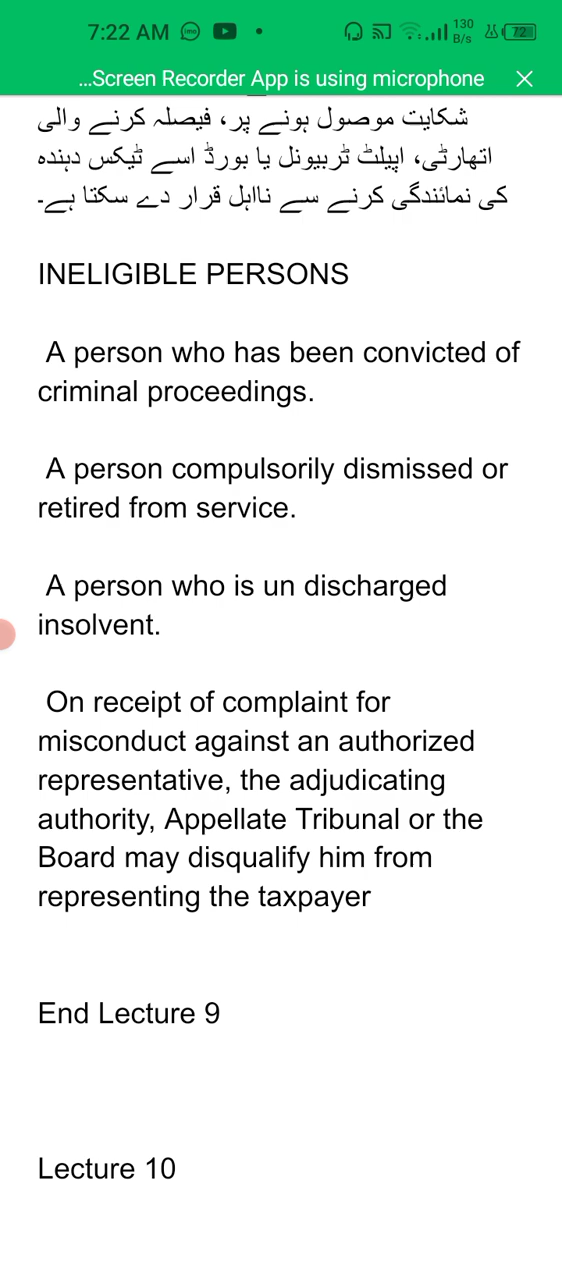 7:22 AM imo
130 B/s 72
...Screen Recorder App is using microphone
شکایت موصول ہونے پر، فیصلہ کرنے والی
اتھارٹی، اپیلٹ ٹربیونل یا بورڈ اسے ٹیکس دہندہ
کی نمائندگی کرنے سے نااہل قرار دے سکتا ہے۔
INELIGIBLE PERSONS
A person who has been convicted of
criminal proceedings.
A person compulsorily dismissed or
retired from service.
A person who is un discharged
insolvent.
On receipt of complaint for
misconduct against an authorized
representative, the adjudicating
authority, Appellate Tribunal or the
Board may disqualify him from
representing the taxpayer
End Lecture 9
Lecture 10